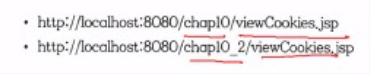 • http://localhost:8080/chap10/viewCookies.jsp
• http://localhost:8080/chap10_2/viewCookies.jsp